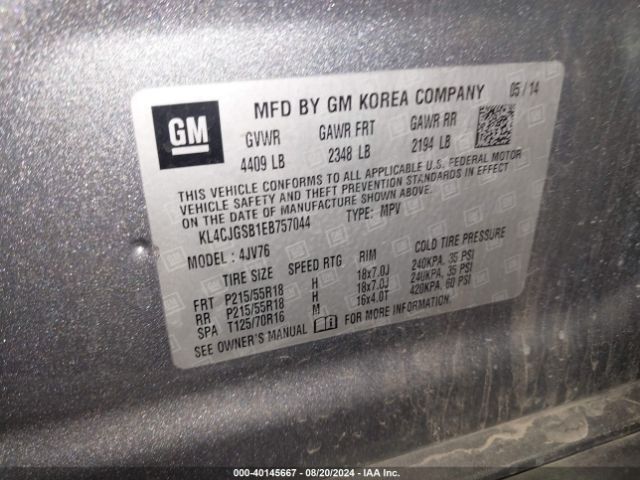 MFD BY GM KOREA COMPANY 05 / 14
GM
GVWR GAWR FRT GAWR RR
4409 LB 2348 LB 2194 LB
THIS VEHICLE CONFORMS TO ALL APPLICABLE U.S. FEDERAL MOTOR
VEHICLE SAFETY AND THEFT PREVENTION STANDARDS IN EFFECT
ON THE DATE OF MANUFACTURE SHOWN ABOVE.
KL4CJGSB1EB757044 TYPE: MPV
MODEL : 4JV76
TIRE SIZE SPEED RTG RIM COLD TIRE PRESSURE
FRT P215/55R18 H 18x7.0J 240KPA, 35 PSI
RR P215/55R18 H 18x7.0J 240KPA, 35 PSI
SPA T125/70R16 M 16x4.0T 420KPA, 60 PSI
SEE OWNER'S MANUAL FOR MORE INFORMATION.
000-40145667 - 08/20/2024 - IAA Inc.